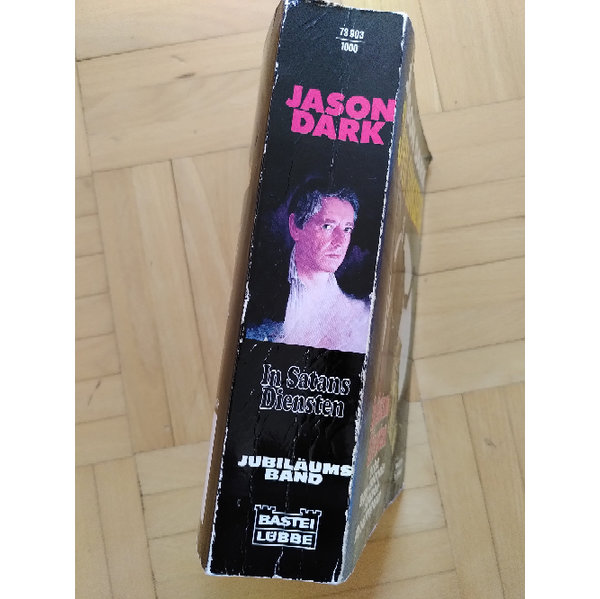 73 903
1000
JASON
DARK
In Satans
Diensten
JUBILÄUMS
BAND
BASTEI
LÜBBE